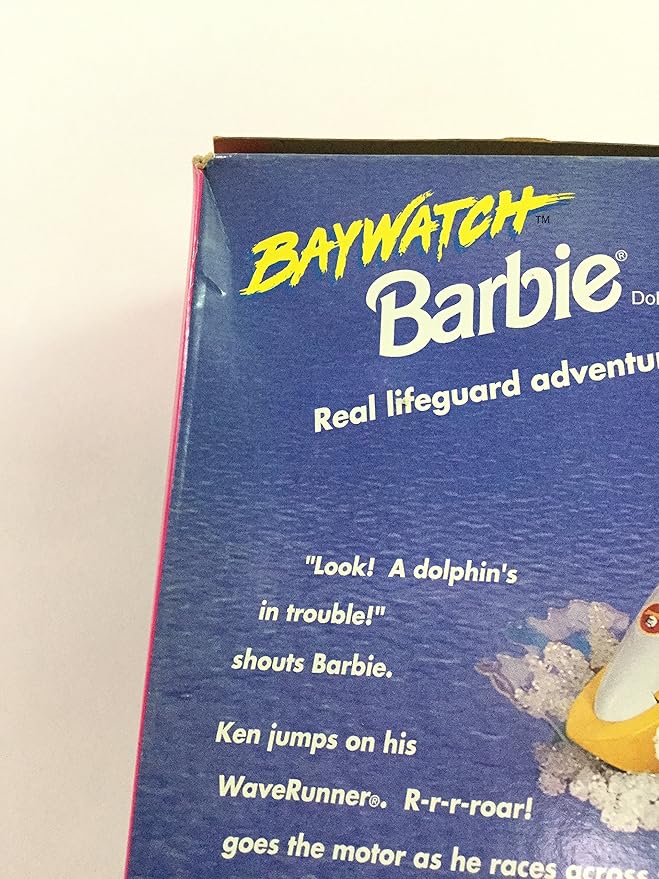 BAYWATCH™
Barbie®
Real lifeguard
"Look! A dolphin's
in trouble!"
shouts Barbie.
Ken jumps on his
WaveRunner®. R-r-r-roar!
goes the motor as he races across